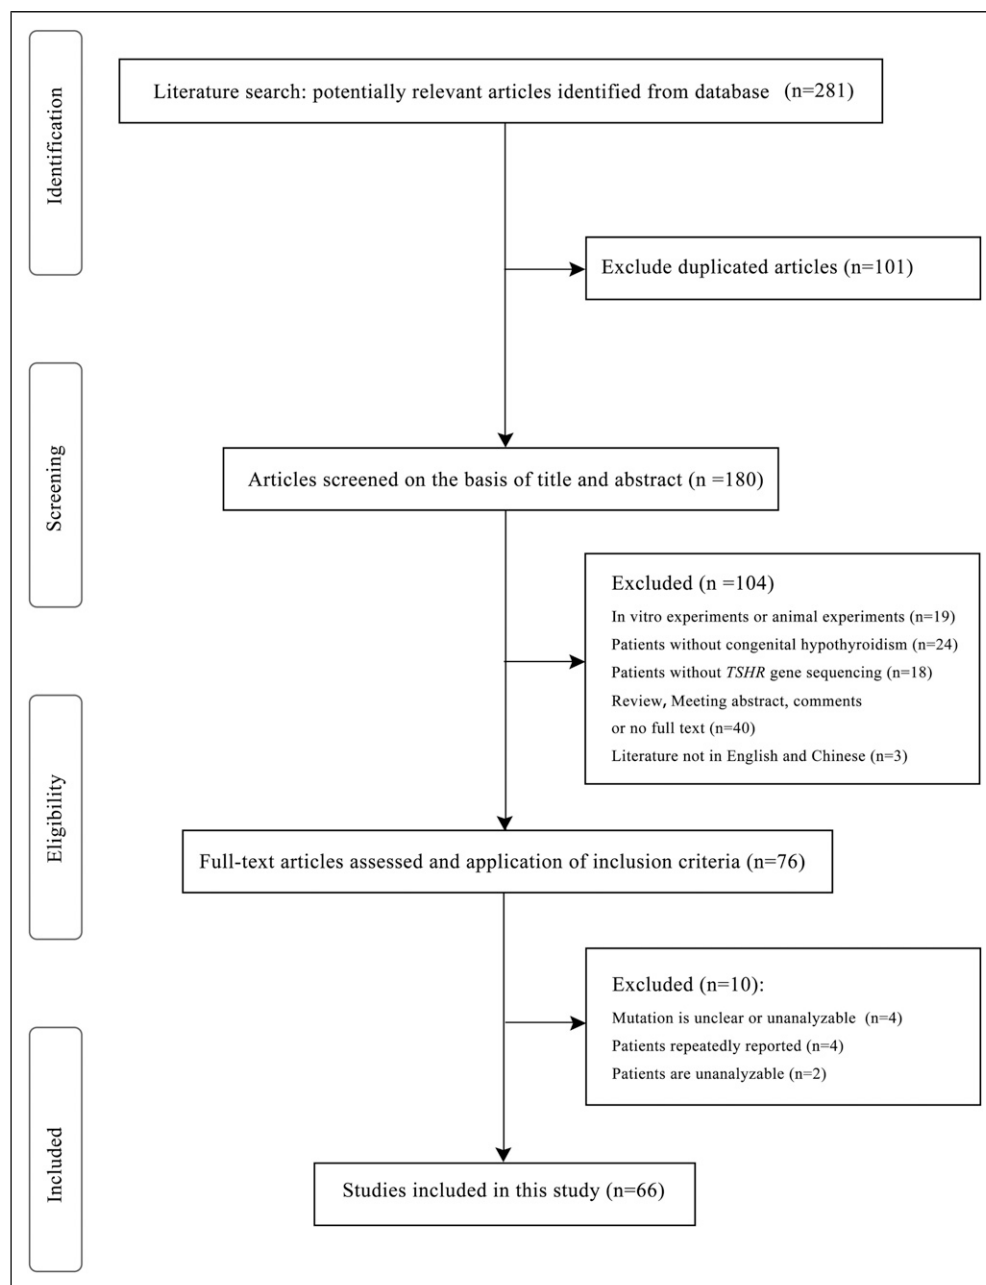 Identification
Literature search: potentially relevant articles identified from database (n=281)
Exclude duplicated articles (n=101)
Screening
Articles screened on the basis of title and abstract (n =180)
Excluded (n =104)
In vitro experiments or animal experiments (n=19)
Patients without congenital hypothyroidism (n=24)
Patients without TSHR gene sequencing (n=18)
Review, Meeting abstract, comments
or no full text (n=40)
Literature not in English and Chinese (n=3)
Eligibility
Full-text articles assessed and application of inclusion criteria (n=76)
Excluded (n=10):
Mutation is unclear or unanalyzable (n=4)
Patients repeatedly reported (n=4)
Patients are unanalyzable (n=2)
Included
Studies included in this study (n=66)